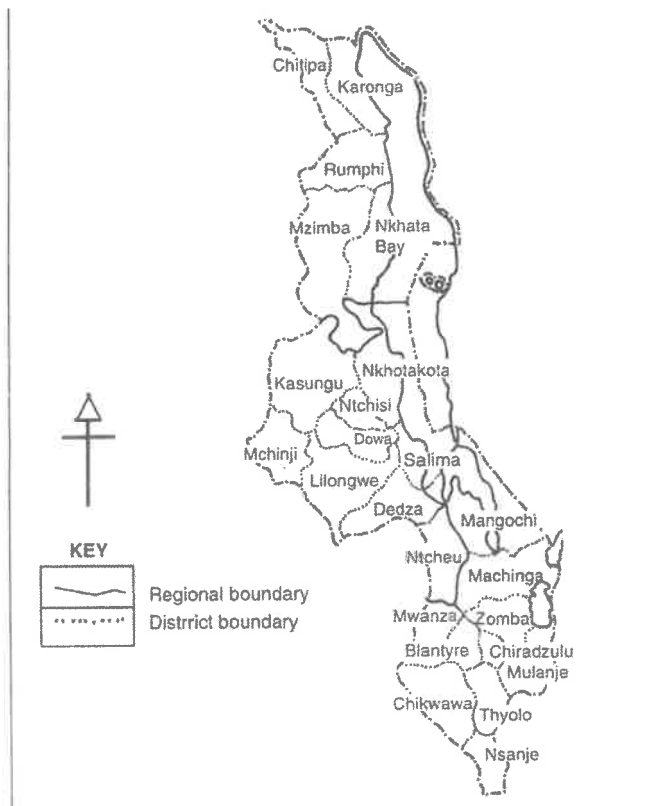 Chitipa
Karonga
Rumphi
Mzimba
Nkhata
Bay
Nkhotakota
Kasungu
Ntchisi
Dowa
Mchinji
Salima
Lilongwe
Dedza
Mangochi
KEY
Ntcheu
Machinga
Regional boundary
Mwanza
Zomba
Distrrict boundary
Blantyre
Chiradzulu
Mulanje
Chikwawa
Thyolo
Nsanje